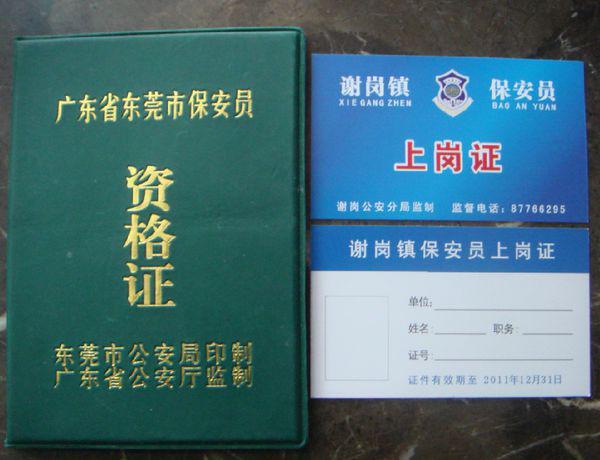 广东省东莞市保安员
资格证
东莞市公安局印制
广东省公安厅监制
谢岗镇 保安员
XIE GANG ZHEN BAO AN YUAN
上岗证
谢岗公安分局监制 监督电话：87766295
谢岗镇保安员上岗证
单位：
姓名： 职务：
证号：
证件有效期至 2011年12月31日